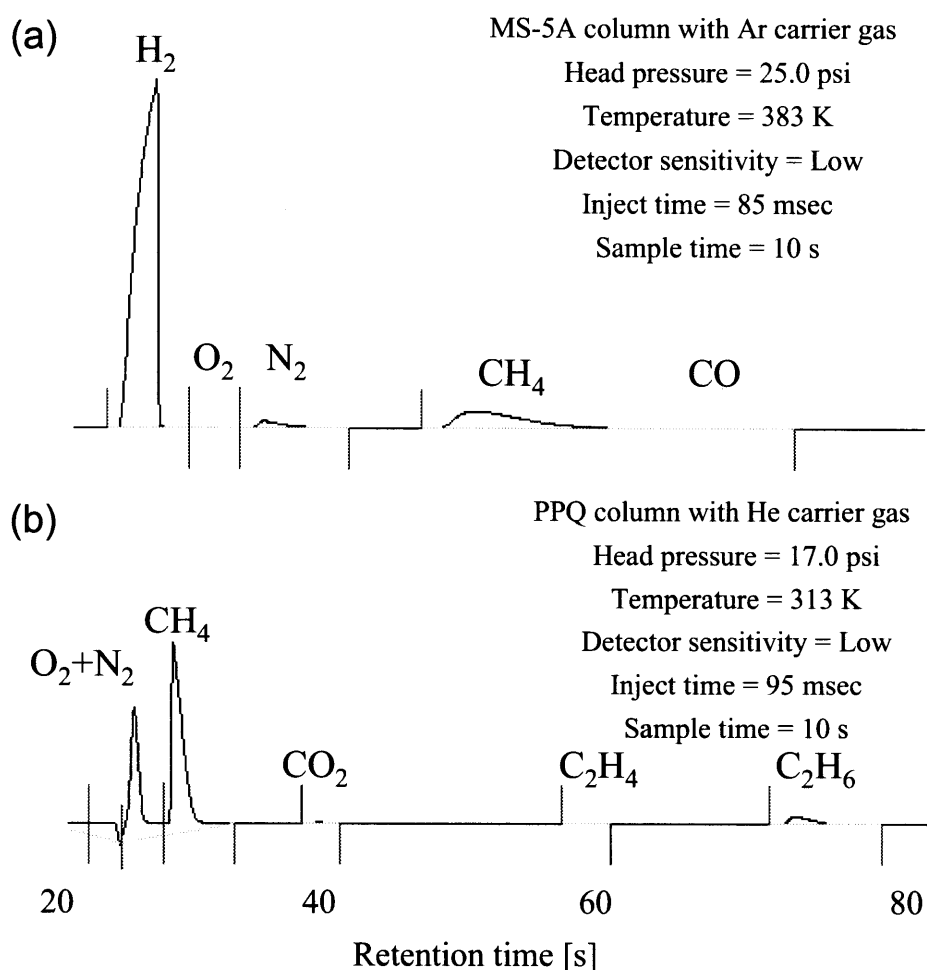 (a)
H₂
MS-5A column with Ar carrier gas
Head pressure = 25.0 psi
Temperature = 383 K
Detector sensitivity = Low
Inject time = 85 msec
Sample time = 10 s
O₂
N₂
CH₄
CO
(b)
PPQ column with He carrier gas
Head pressure = 17.0 psi
Temperature = 313 K
Detector sensitivity = Low
Inject time = 95 msec
Sample time = 10 s
O₂+N₂
CH₄
CO₂
C₂H₄
C₂H₆
20 40 60 80
Retention time [s]